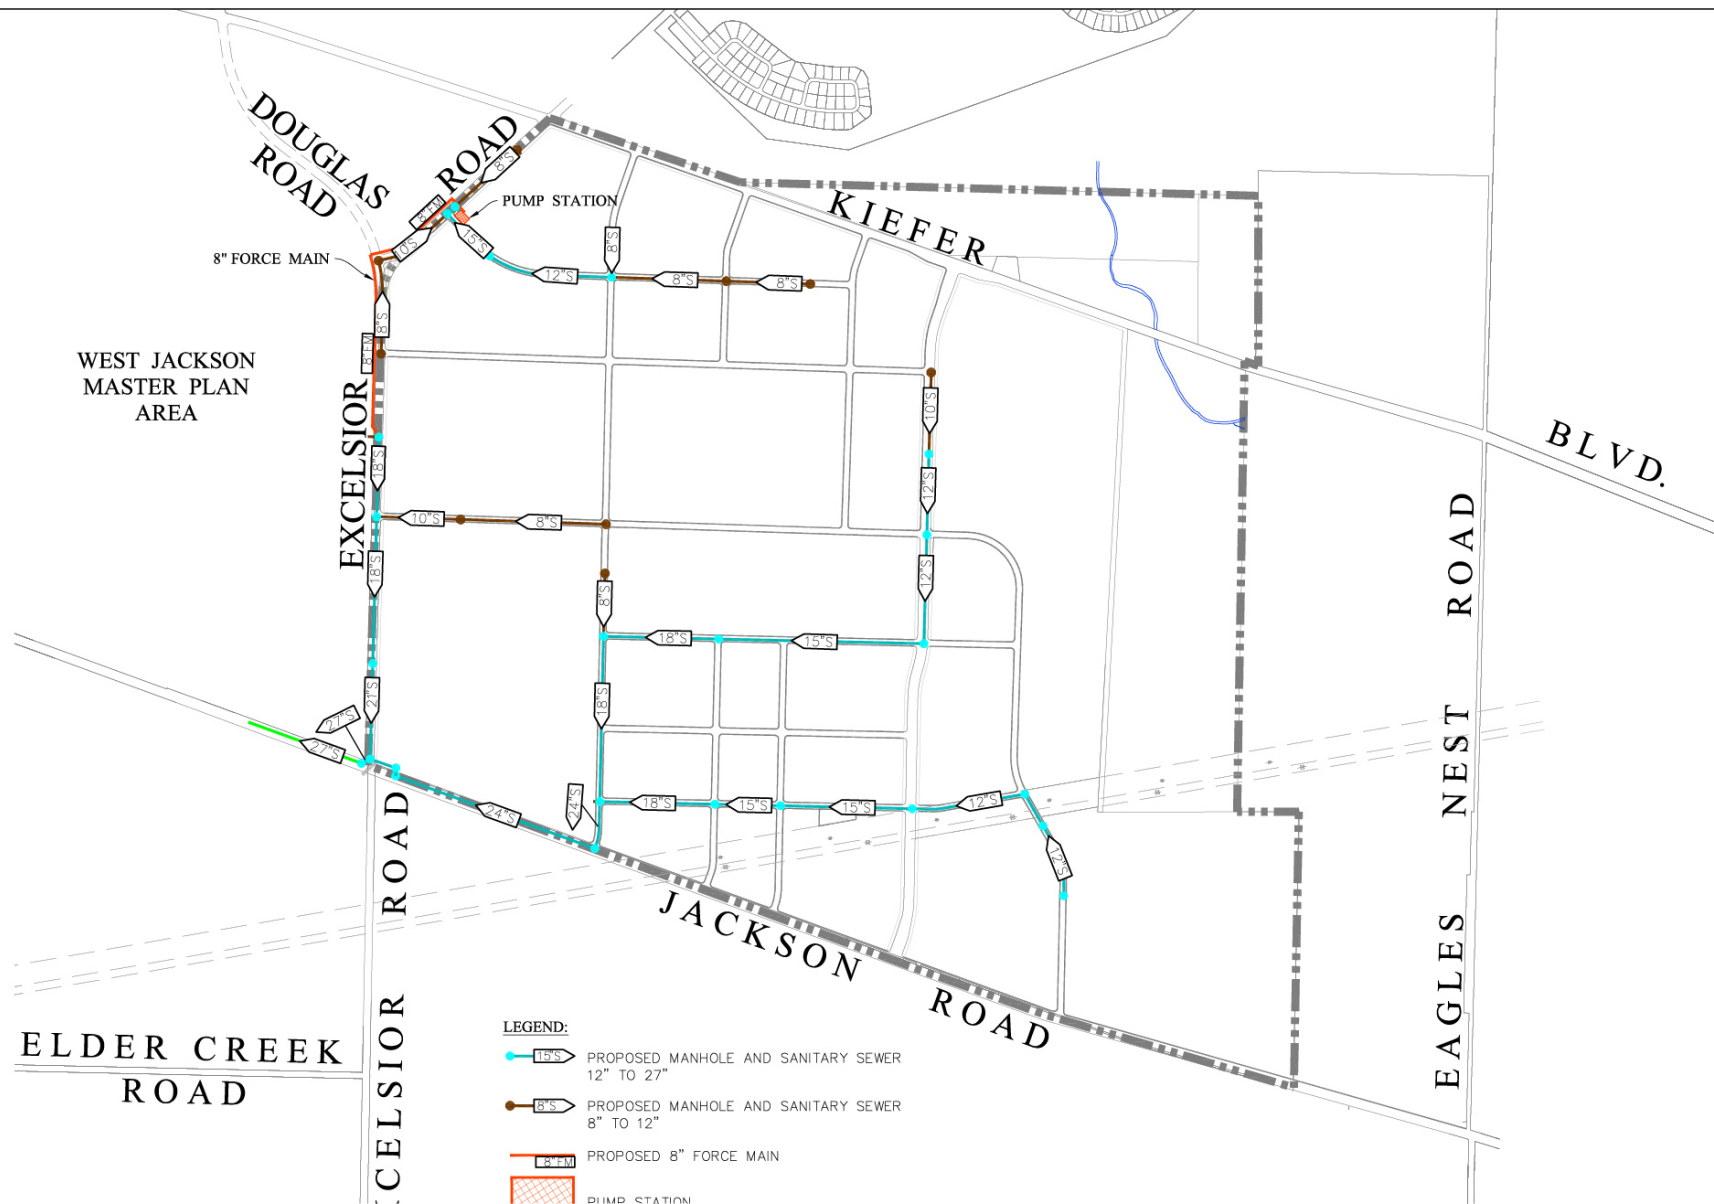 DOUGLAS
ROAD
ROAD
8"S
8"FM
PUMP STATION
10"S
15"S
8"S
12"S
8"S
8"S
8" FORCE MAIN
8"S
8"FM
KIEFER
BLVD.
WEST JACKSON
MASTER PLAN
AREA
EXCELSIOR
10"S
18"S
12"S
10"S
8"S
18"S
12"S
8"S
18"S
15"S
21"S
18"S
27"S
27"S
24"S
18"S
15"S
15"S
12"S
24"S
12"S
ROAD
NEST
EAGLES
ROAD
JACKSON
ROAD
ELDER CREEK
ROAD
CELSIOR
LEGEND:
15"S PROPOSED MANHOLE AND SANITARY SEWER
12" TO 27"
8"S PROPOSED MANHOLE AND SANITARY SEWER
8" TO 12"
8"FM PROPOSED 8" FORCE MAIN
PUMP STATION